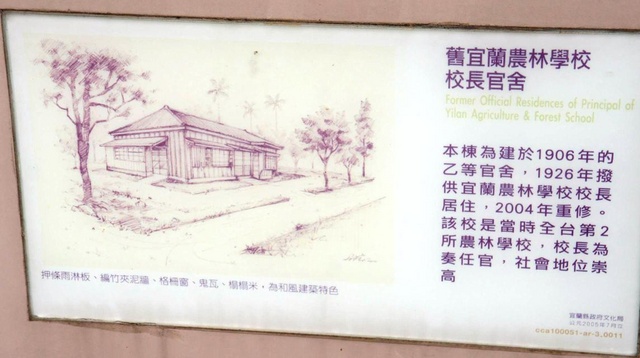 舊宜蘭農林學校
校長官舍
Former Official Residences of Principal of
Yilan Agriculture & Forest School
本棟為建於1906年的
乙等官舍，1926年撥
供宜蘭農林學校校長
居住，2004年重修。
該校是當時全台第2
所農林學校，校長為
奏任官，社會地位崇
高
押條雨淋板、編竹夾泥牆、格柵窗、鬼瓦、榻榻米，為和風建築特色
宜蘭縣政府文化局
cca100051-ar-3_0011